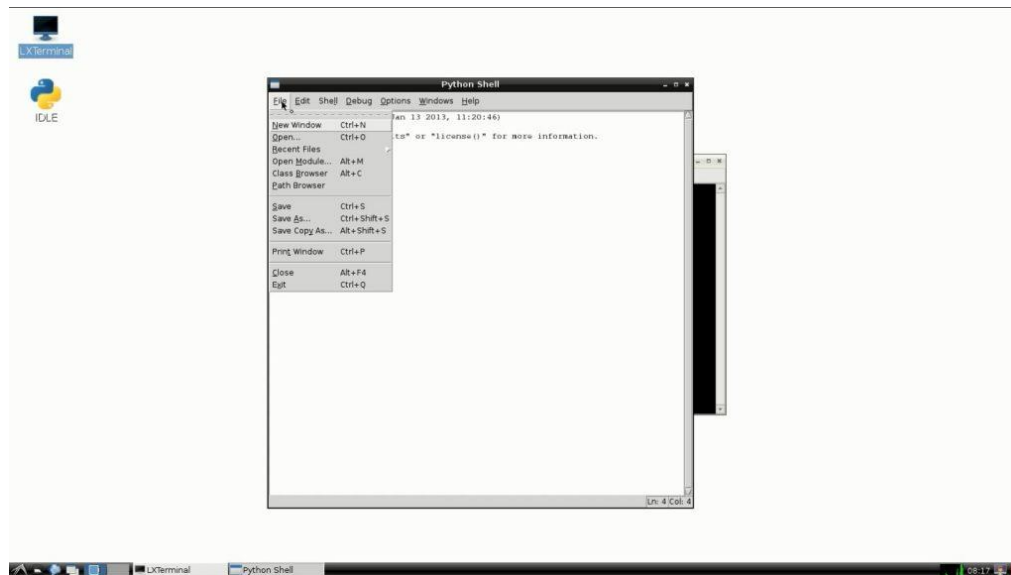 LXTerminal
IDLE
Python Shell
File Edit Shell Debug Options Windows Help
Jan 13 2013, 11:20:46)
ts" or "license()" for more information.
New Window Ctrl+N
Open... Ctrl+O
Recent Files
Open Module... Alt+M
Class Browser Alt+C
Path Browser
Save Ctrl+S
Save As... Ctrl+Shift+S
Save Copy As... Alt+Shift+S
Print Window Ctrl+P
Close Alt+F4
Exit Ctrl+Q
Ln: 4 Col: 4
LXTerminal
Python Shell
08:17